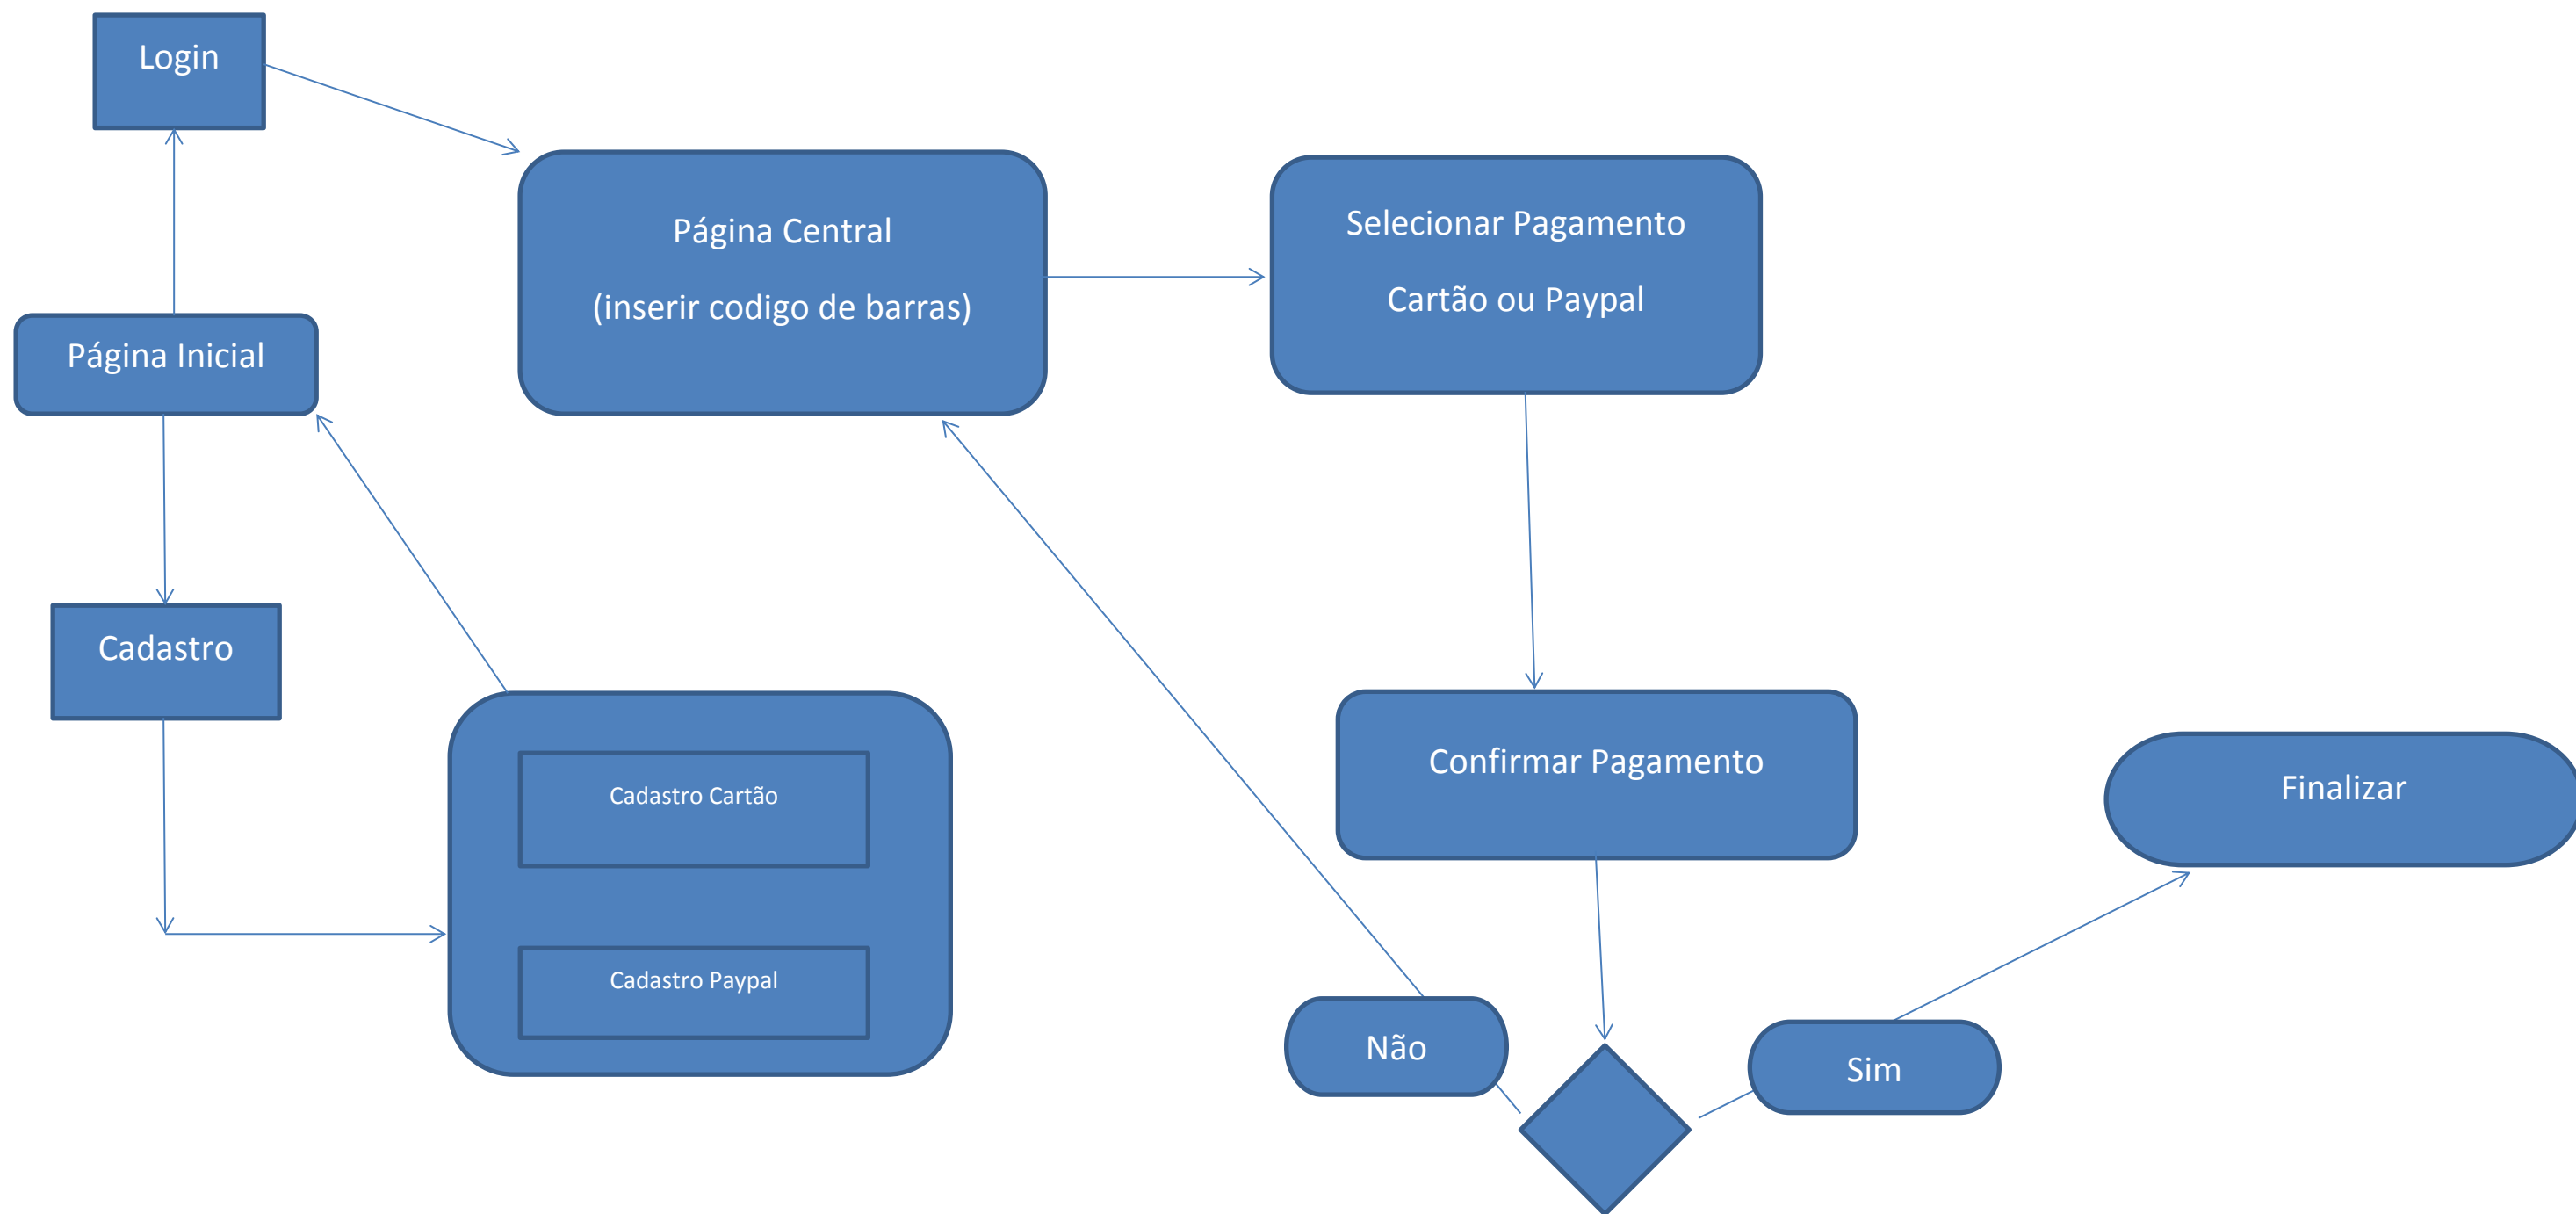 Login
Página Central
(inserir codigo de barras)
Selecionar Pagamento
Cartão ou Paypal
Página Inicial
Cadastro
Cadastro Cartão
Cadastro Paypal
Confirmar Pagamento
Finalizar
Não
Sim